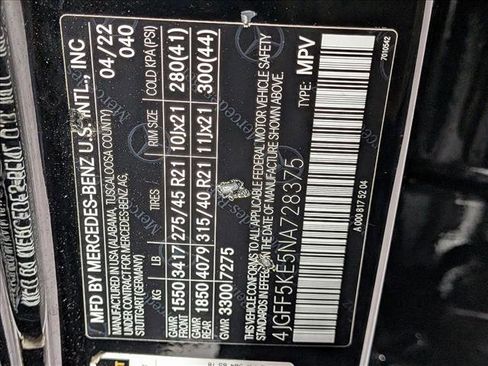 MFD BY MERCEDES-BENZ U.S. INTL., INC
04/22
040
MANUFACTURED IN USA/ALABAMA, TUSCALOOSA COUNTY
UNDER CONTRACT OF MERCEDES-BENZ AG,
STUTTGART (GERMANY)
KG LB TIRES RIM SIZE COLD KPA (PSI)
GAWR FRONT 1550 3417 275/45 R21 10Jx21 280(41)
GAWR REAR 1850 4079 315/40 R21 11Jx21 300(44)
GVWR 3300 7275
THIS VEHICLE CONFORMS TO ALL APPLICABLE FEDERAL MOTOR VEHICLE SAFETY
STANDARDS IN EFFECT ON THE DATE OF MANUFACTURE SHOWN ABOVE.
4JGFF5KE5NA728375
TYPE: MPV
A 000 817 52 04
7010542